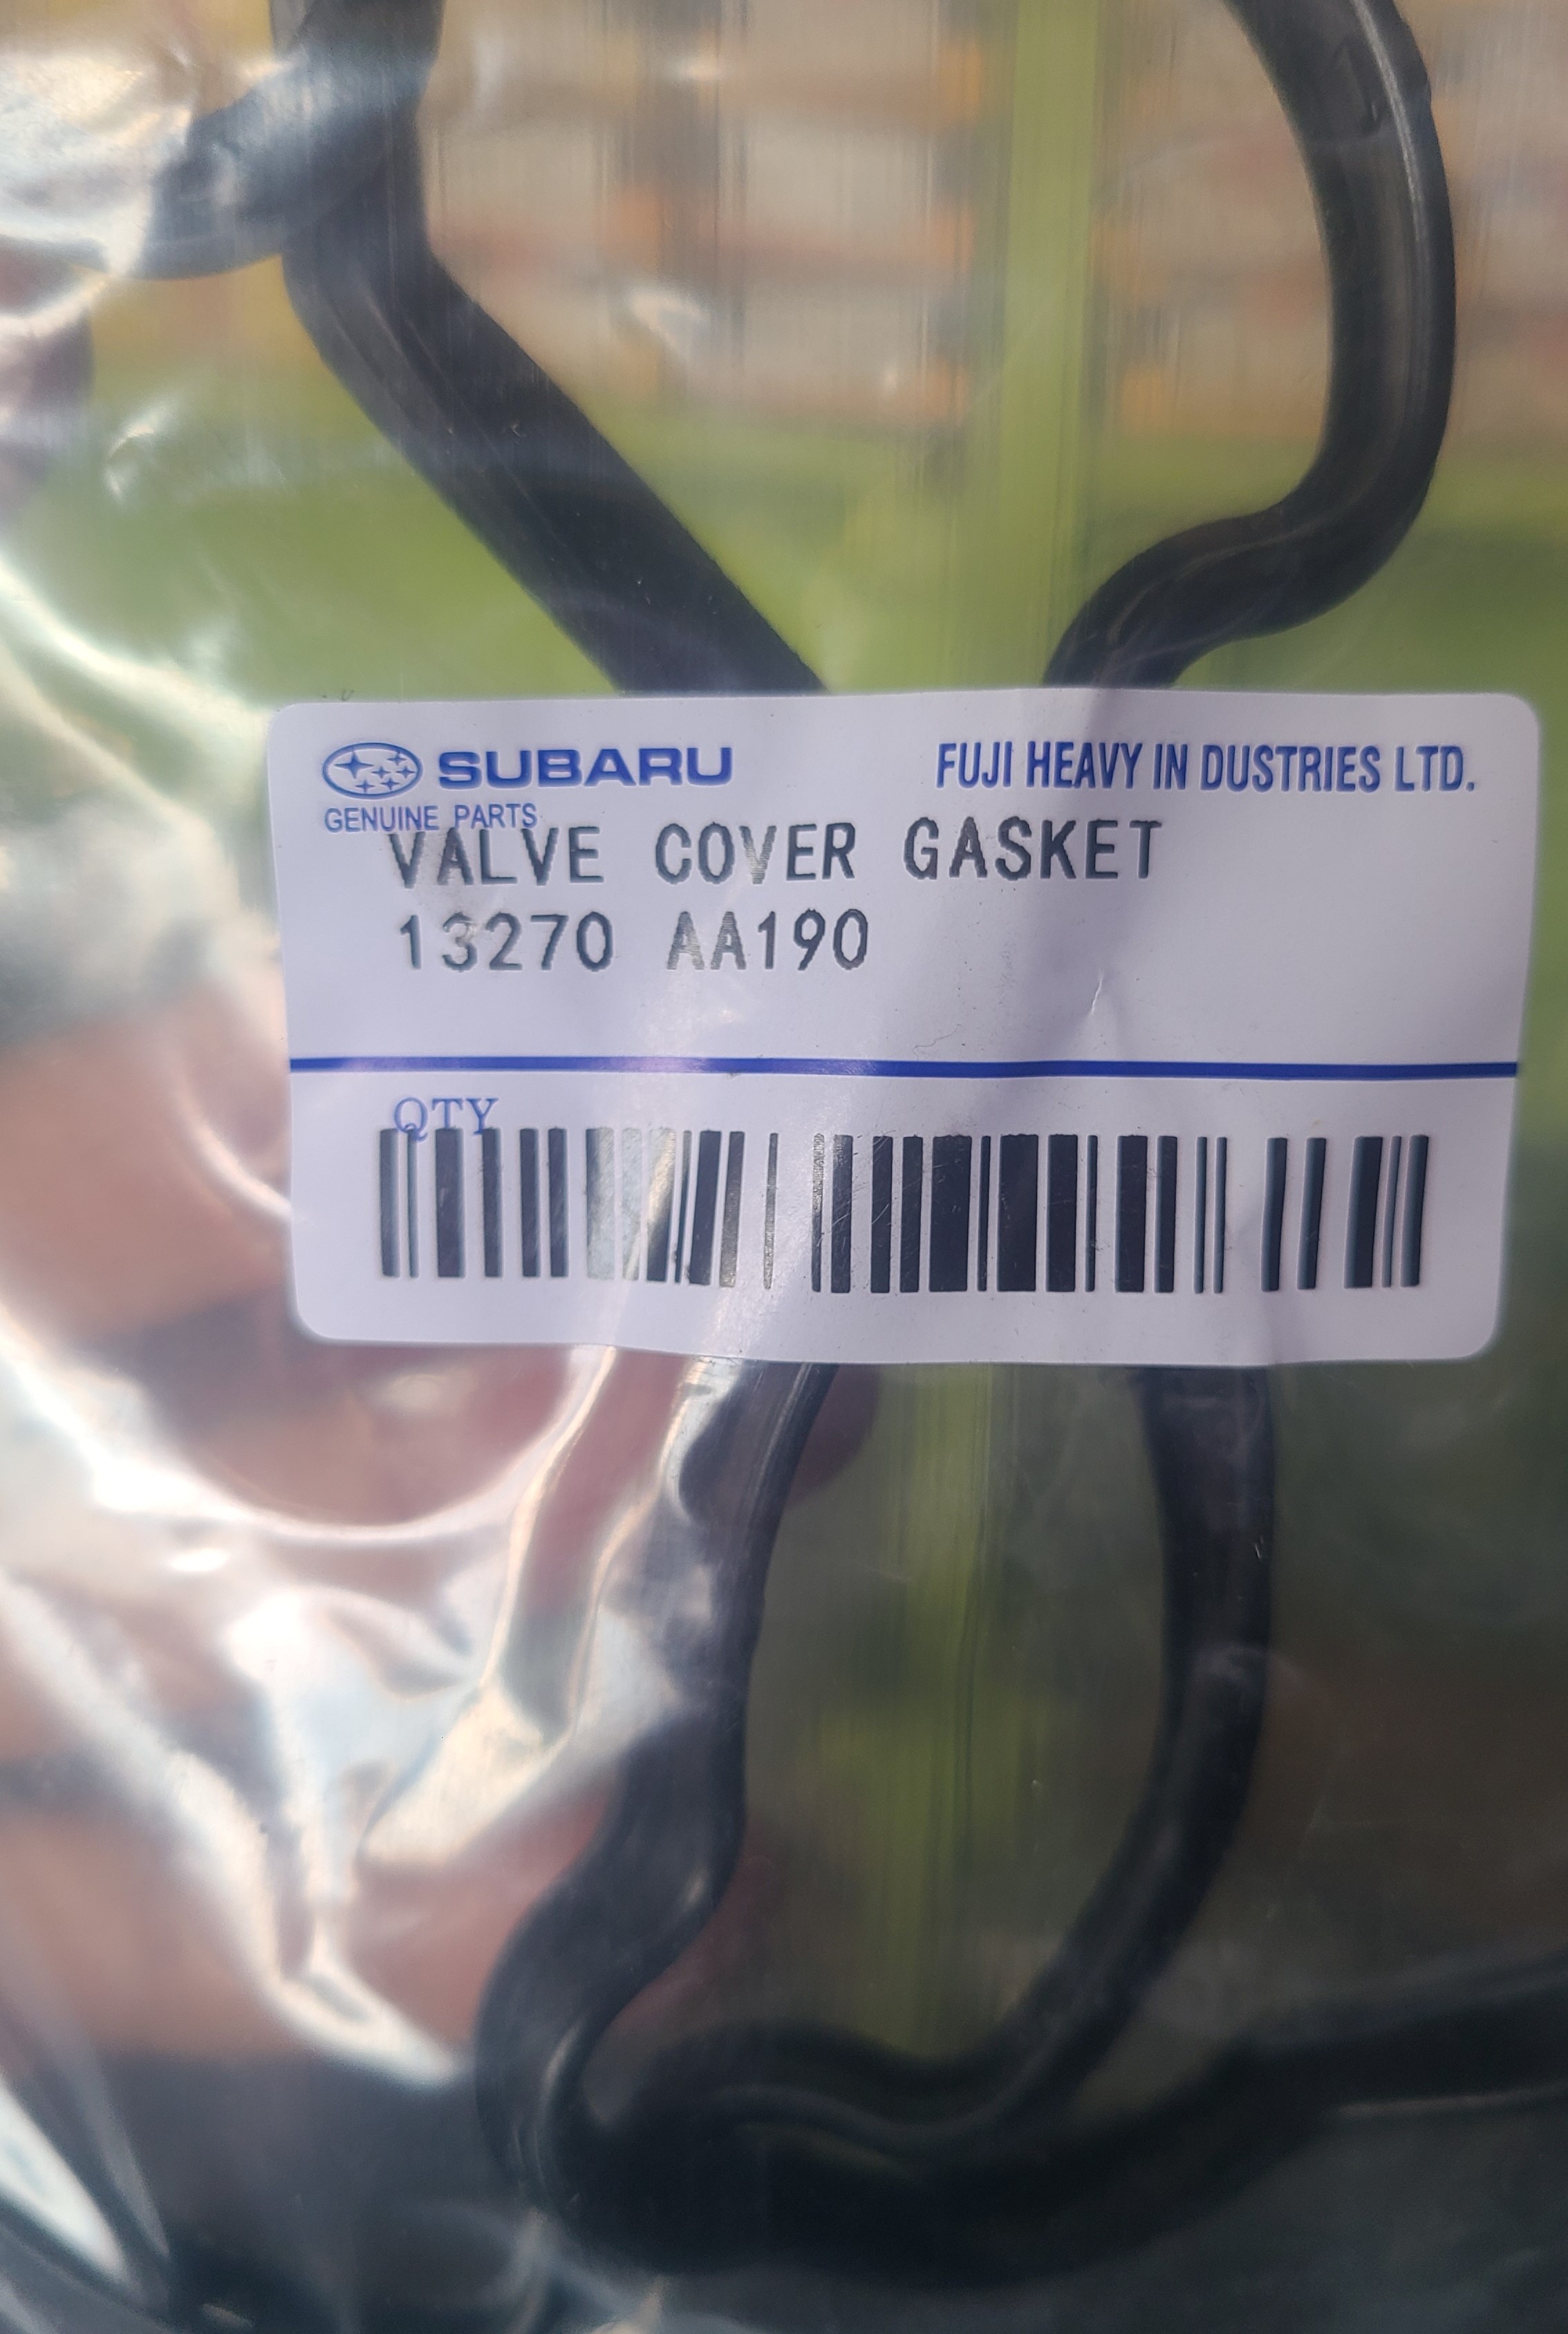 SUBARU FUJI HEAVY IN DUSTRIES LTD.
GENUINE PARTS
VALVE COVER GASKET
13270 AA190
QTY